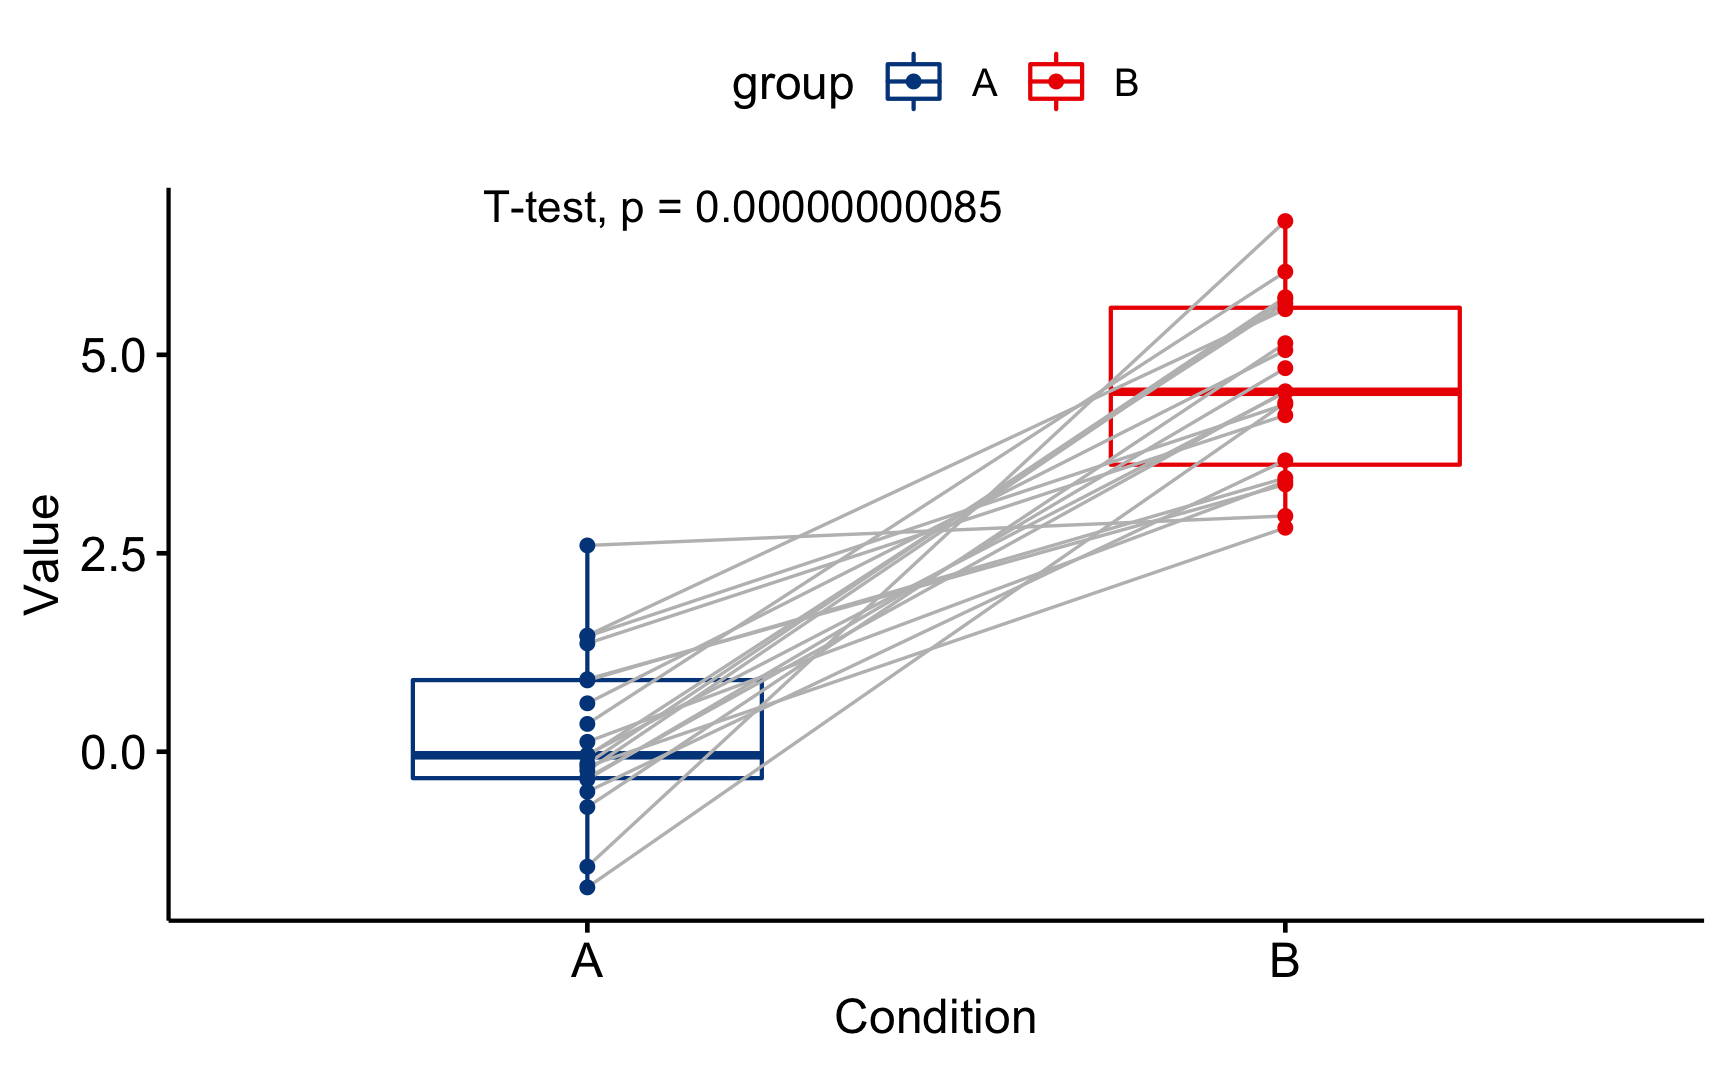 group A B
T-test, p = 0.00000000085
Value
5.0
2.5
0.0
A B
Condition